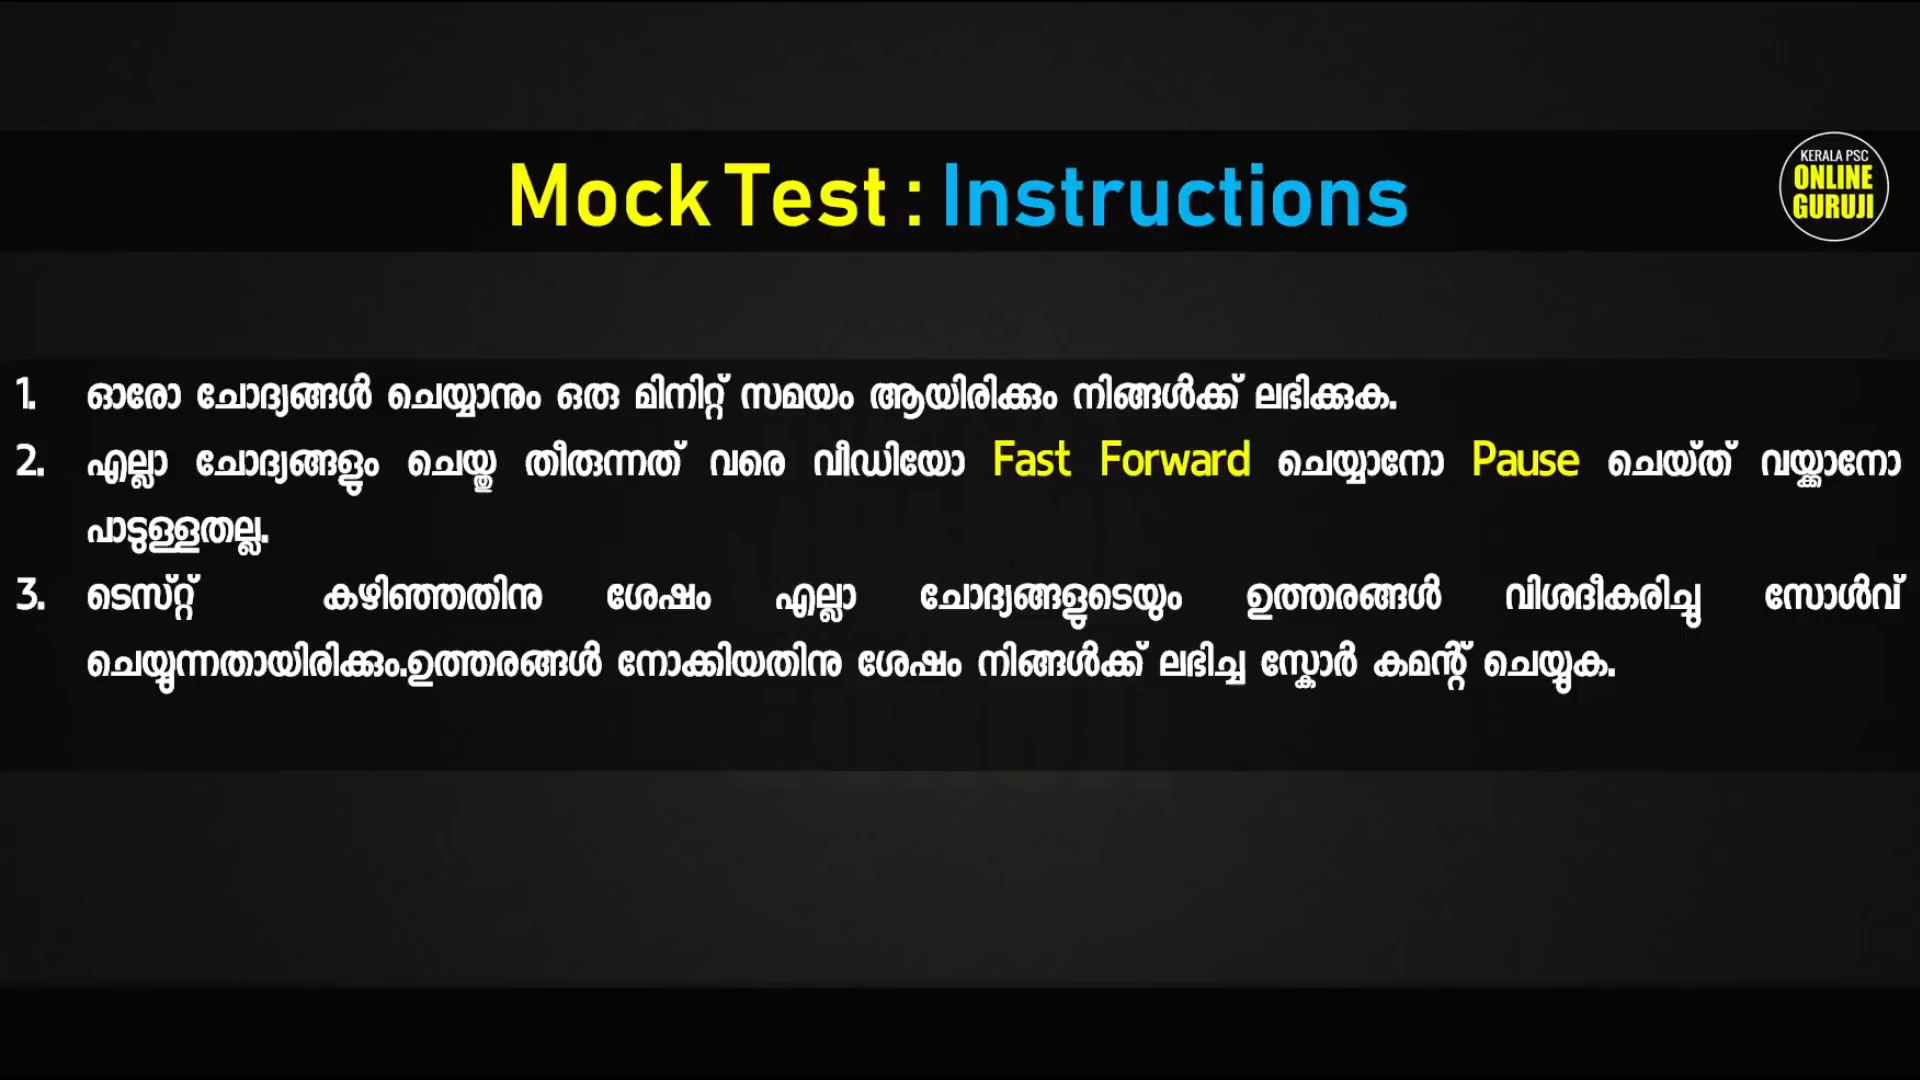 Mock Test : Instructions
KERALA PSC
ONLINE
GURUJI
1. ഓരോ ചോദ്യങ്ങൾ ചെയ്യാനും ഒരു മിനിറ്റ് സമയം ആയിരിക്കും നിങ്ങൾക്ക് ലഭിക്കുക.
2. എല്ലാ ചോദ്യങ്ങളും ചെയ്തു തീരുന്നത് വരെ വീഡിയോ Fast Forward ചെയ്യാനോ Pause ചെയ്ത് വയ്ക്കാനോ
പാടുള്ളതല്ല.
3. ടെസ്റ്റ് കഴിഞ്ഞതിനു ശേഷം എല്ലാ ചോദ്യങ്ങളുടെയും ഉത്തരങ്ങൾ വിശദീകരിച്ചു സോൾവ്
ചെയ്യുന്നതായിരിക്കും.ഉത്തരങ്ങൾ നോക്കിയതിനു ശേഷം നിങ്ങൾക്ക് ലഭിച്ച സ്കോർ കമന്റ് ചെയ്യുക.